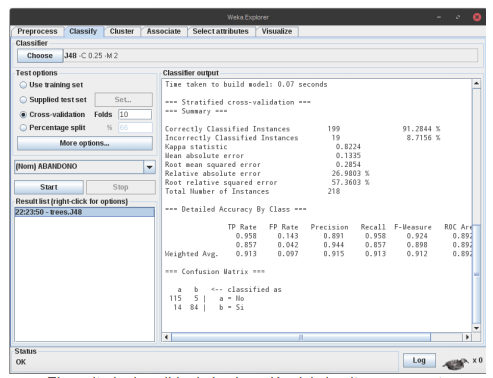 Weka Explorer
Preprocess Classify Cluster Associate Select attributes Visualize
Classifier
Choose J48 -C 0.25 -M 2
Test options
Use training set
Supplied test set Set...
Cross-validation Folds 10
Percentage split % 66
More options...
(Nom) ABANDONO
Start Stop
Result list (right-click for options)
22:23:50 - trees.J48
Classifier output
Time taken to build model: 0.07 seconds
=== Stratified cross-validation ===
=== Summary ===
Correctly Classified Instances 199 91.2844 %
Incorrectly Classified Instances 19 8.7156 %
Kappa statistic 0.8224
Mean absolute error 0.1335
Root mean squared error 0.2854
Relative absolute error 26.9803 %
Root relative squared error 57.3603 %
Total Number of Instances 218
=== Detailed Accuracy By Class ===
TP Rate FP Rate Precision Recall F-Measure ROC Are
0.958 0.143 0.891 0.958 0.924 0.892
0.857 0.042 0.944 0.857 0.898 0.892
Weighted Avg. 0.913 0.097 0.915 0.913 0.912 0.892
=== Confusion Matrix ===
a b <-- classified as
115 5 | a = No
14 84 | b = Si
Status
OK
Log
x 0